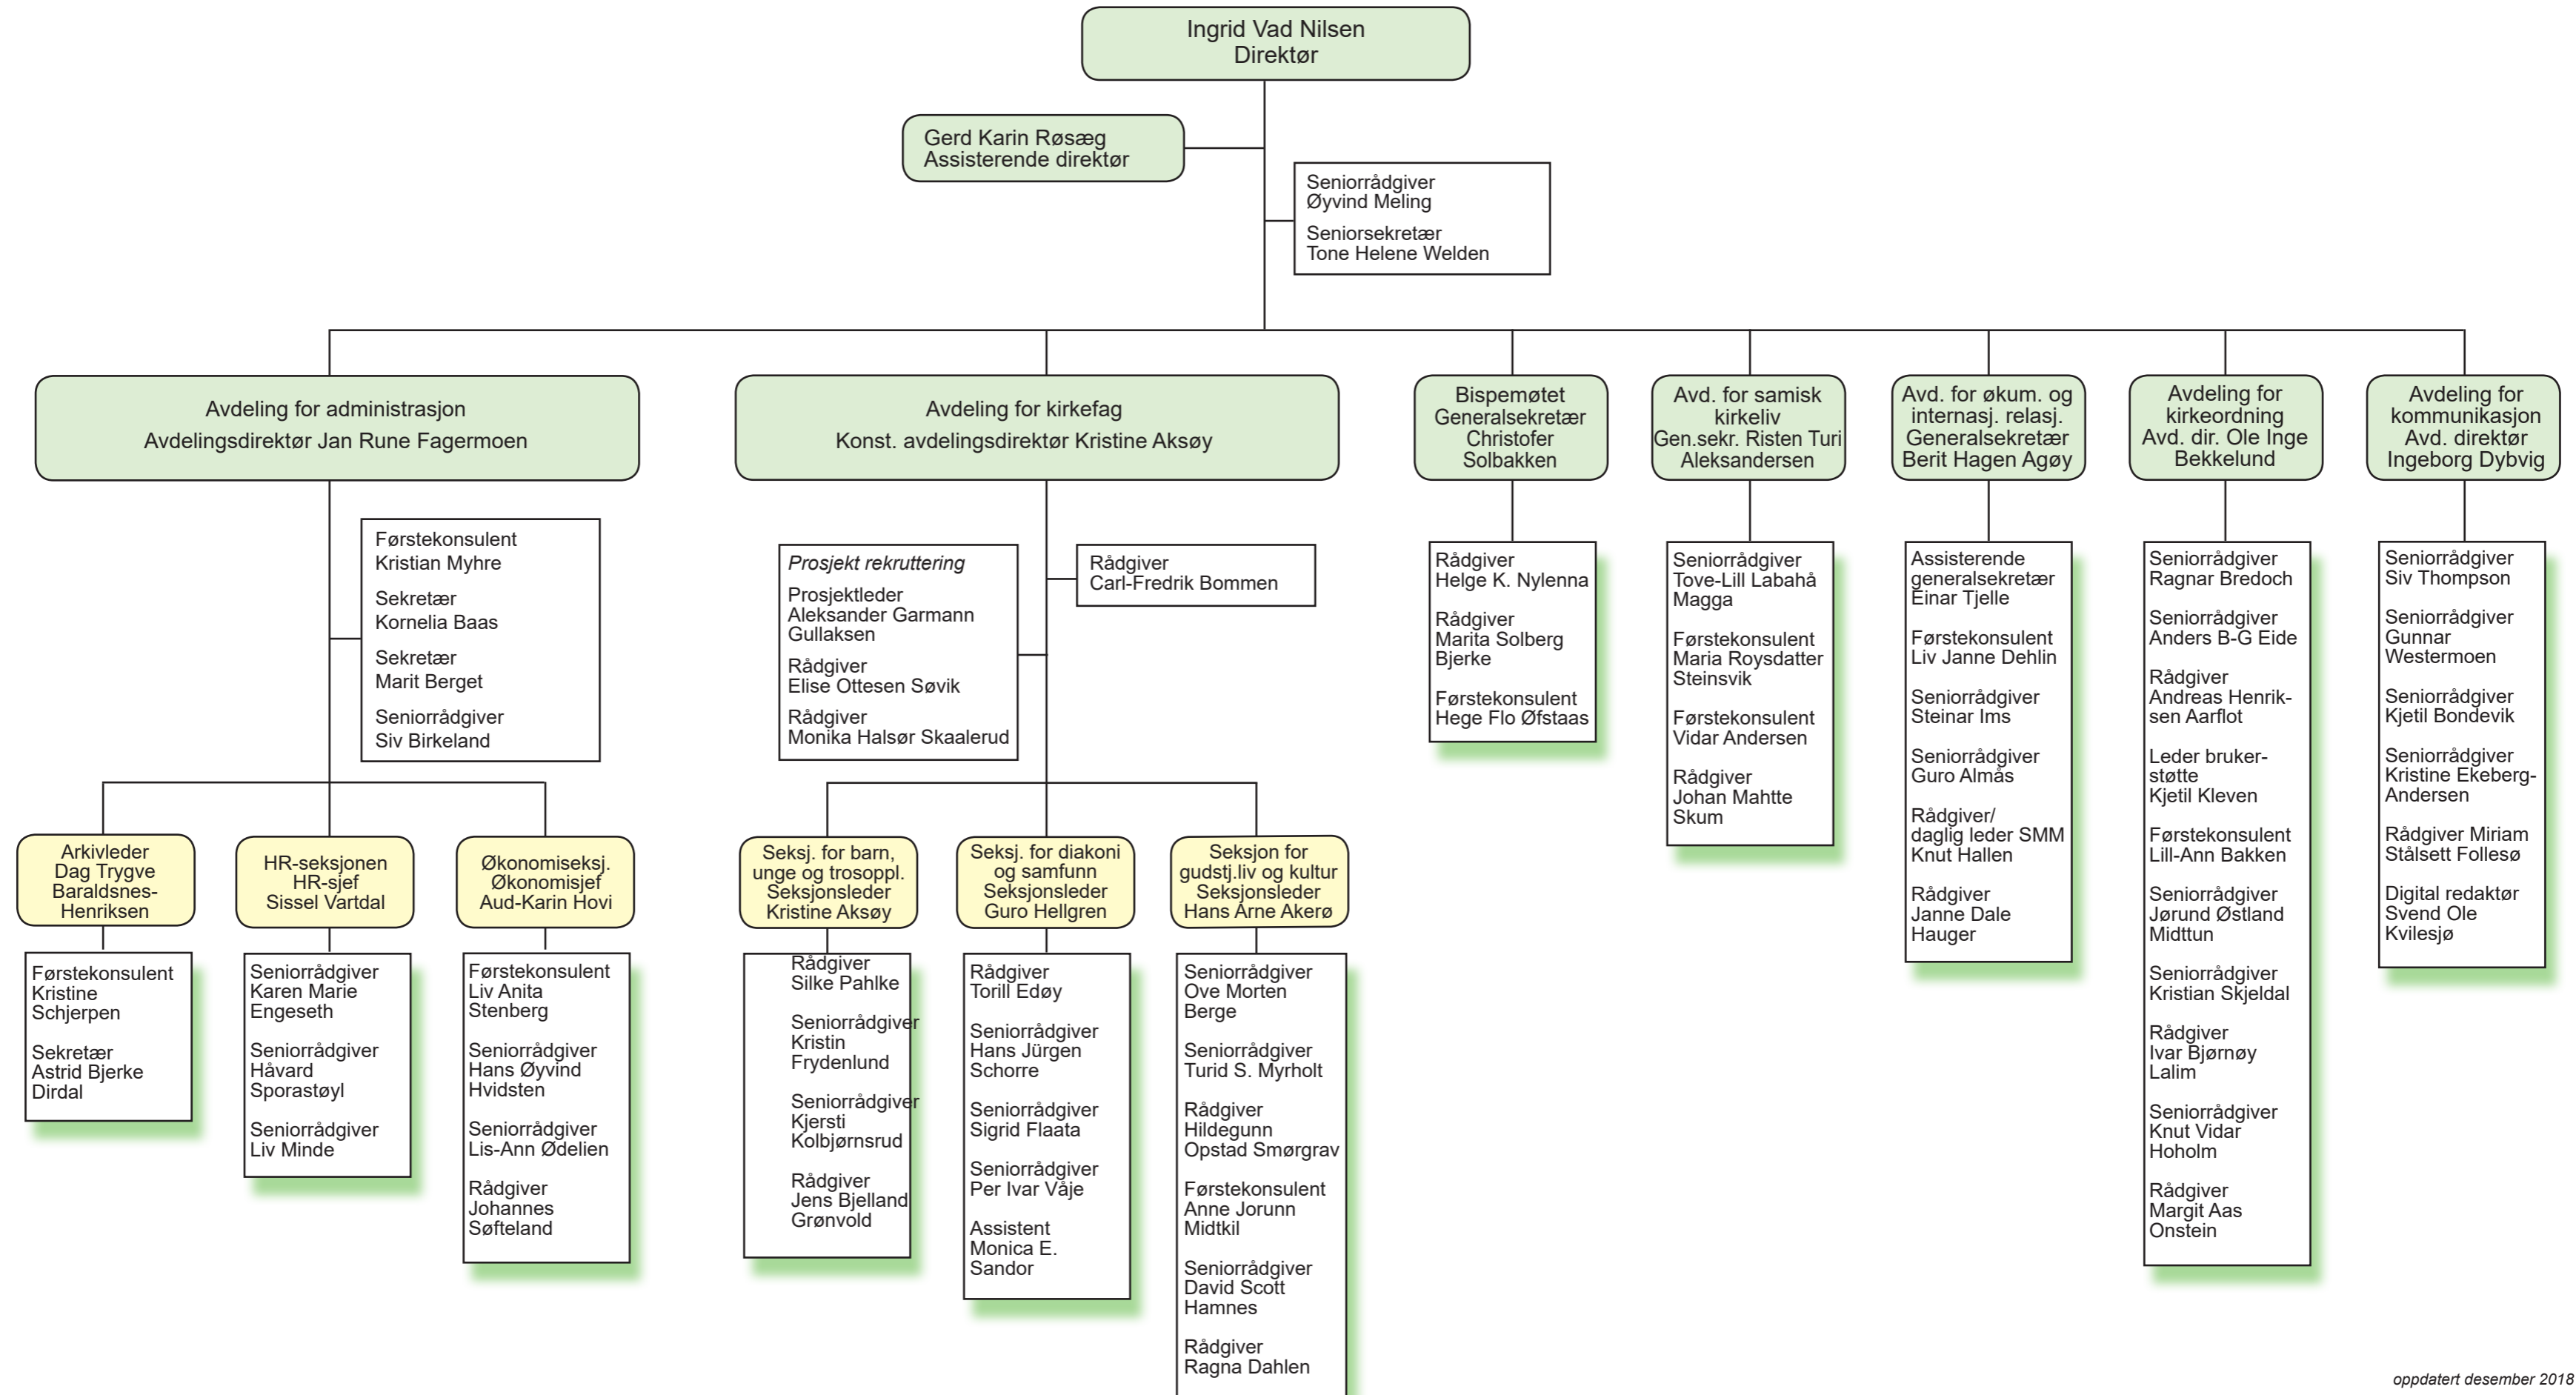 Ingrid Vad Nilsen
Direktør
Gerd Karin Røsæg
Assisterende direktør
Seniorrådgiver
Øyvind Meling
Seniorsekretær
Tone Helene Welden
Avdeling for administrasjon
Avdelingsdirektør Jan Rune Fagermoen
Førstekonsulent
Kristian Myhre
Sekretær
Kornelia Baas
Sekretær
Marit Berget
Seniorrådgiver
Siv Birkeland
Arkivleder
Dag Trygve
Baraldsnes-
Henriksen
Førstekonsulent
Kristine
Schjerpen
Sekretær
Astrid Bjerke
Dirdal
HR-seksjonen
HR-sjef
Sissel Vartdal
Seniorrådgiver
Karen Marie
Engeseth
Seniorrådgiver
Håvard
Sporastøyl
Seniorrådgiver
Liv Minde
Økonomiseksj.
Økonomisjef
Aud-Karin Hovi
Førstekonsulent
Liv Anita
Stenberg
Seniorrådgiver
Hans Øyvind
Hvidsten
Seniorrådgiver
Lis-Ann Ødelien
Rådgiver
Johannes
Søfteland
Avdeling for kirkefag
Konst. avdelingsdirektør Kristine Aksøy
Prosjekt rekruttering
Prosjektleder
Aleksander Garmann
Gullaksen
Rådgiver
Elise Ottesen Søvik
Rådgiver
Monika Halsør Skaalerud
Rådgiver
Carl-Fredrik Bommen
Seksj. for barn,
unge og trosoppl.
Seksjonsleder
Kristine Aksøy
Rådgiver
Silke Pahlke
Seniorrådgiver
Kristin
Frydenlund
Seniorrådgiver
Kjersti
Kolbjørnsrud
Rådgiver
Jens Bjelland
Grønvold
Seksj. for diakoni
og samfunn
Seksjonsleder
Guro Hellgren
Rådgiver
Torill Edøy
Seniorrådgiver
Hans Jürgen
Schorre
Seniorrådgiver
Sigrid Flaata
Seniorrådgiver
Per Ivar Våje
Assistent
Monica E.
Sandor
Seksjon for
gudstj.liv og kultur
Seksjonsleder
Hans Arne Akerø
Seniorrådgiver
Ove Morten
Berge
Seniorrådgiver
Turid S. Myrholt
Rådgiver
Hildegunn
Opstad Smørgrav
Førstekonsulent
Anne Jorunn
Midtkil
Seniorrådgiver
David Scott
Hamnes
Rådgiver
Ragna Dahlen
Bispemøtet
Generalsekretær
Christofer
Solbakken
Rådgiver
Helge K. Nylenna
Rådgiver
Marita Solberg
Bjerke
Førstekonsulent
Hege Flo Øfstaas
Avd. for samisk
kirkeliv
Gen.sekr. Risten Turi
Aleksandersen
Seniorrådgiver
Tove-Lill Labahå
Magga
Førstekonsulent
Maria Roysdatter
Steinsvik
Førstekonsulent
Vidar Andersen
Rådgiver
Johan Mahtte
Skum
Avd. for økum. og
internasj. relasj.
Generalsekretær
Berit Hagen Agøy
Assisterende
generalsekretær
Einar Tjelle
Førstekonsulent
Liv Janne Dehlin
Seniorrådgiver
Steinar Ims
Seniorrådgiver
Guro Almås
Rådgiver/
daglig leder SMM
Knut Hallen
Rådgiver
Janne Dale
Hauger
Avdeling for
kirkeordning
Avd. dir. Ole Inge
Bekkelund
Seniorrådgiver
Ragnar Bredoch
Seniorrådgiver
Anders B-G Eide
Rådgiver
Andreas Henrik-
sen Aarflot
Leder bruker-
støtte
Kjetil Kleven
Førstekonsulent
Lill-Ann Bakken
Seniorrådgiver
Jørund Østland
Midttun
Seniorrådgiver
Kristian Skjeldal
Rådgiver
Ivar Bjørnøy
Lalim
Seniorrådgiver
Knut Vidar
Hoholm
Rådgiver
Margit Aas
Onstein
Avdeling for
kommunikasjon
Avd. direktør
Ingeborg Dybvig
Seniorrådgiver
Siv Thompson
Seniorrådgiver
Gunnar
Westermoen
Seniorrådgiver
Kjetil Bondevik
Seniorrådgiver
Kristine Ekeberg-
Andersen
Rådgiver Miriam
Stålsett Follesø
Digital redaktør
Svend Ole
Kvilesjø
oppdatert desember 2018